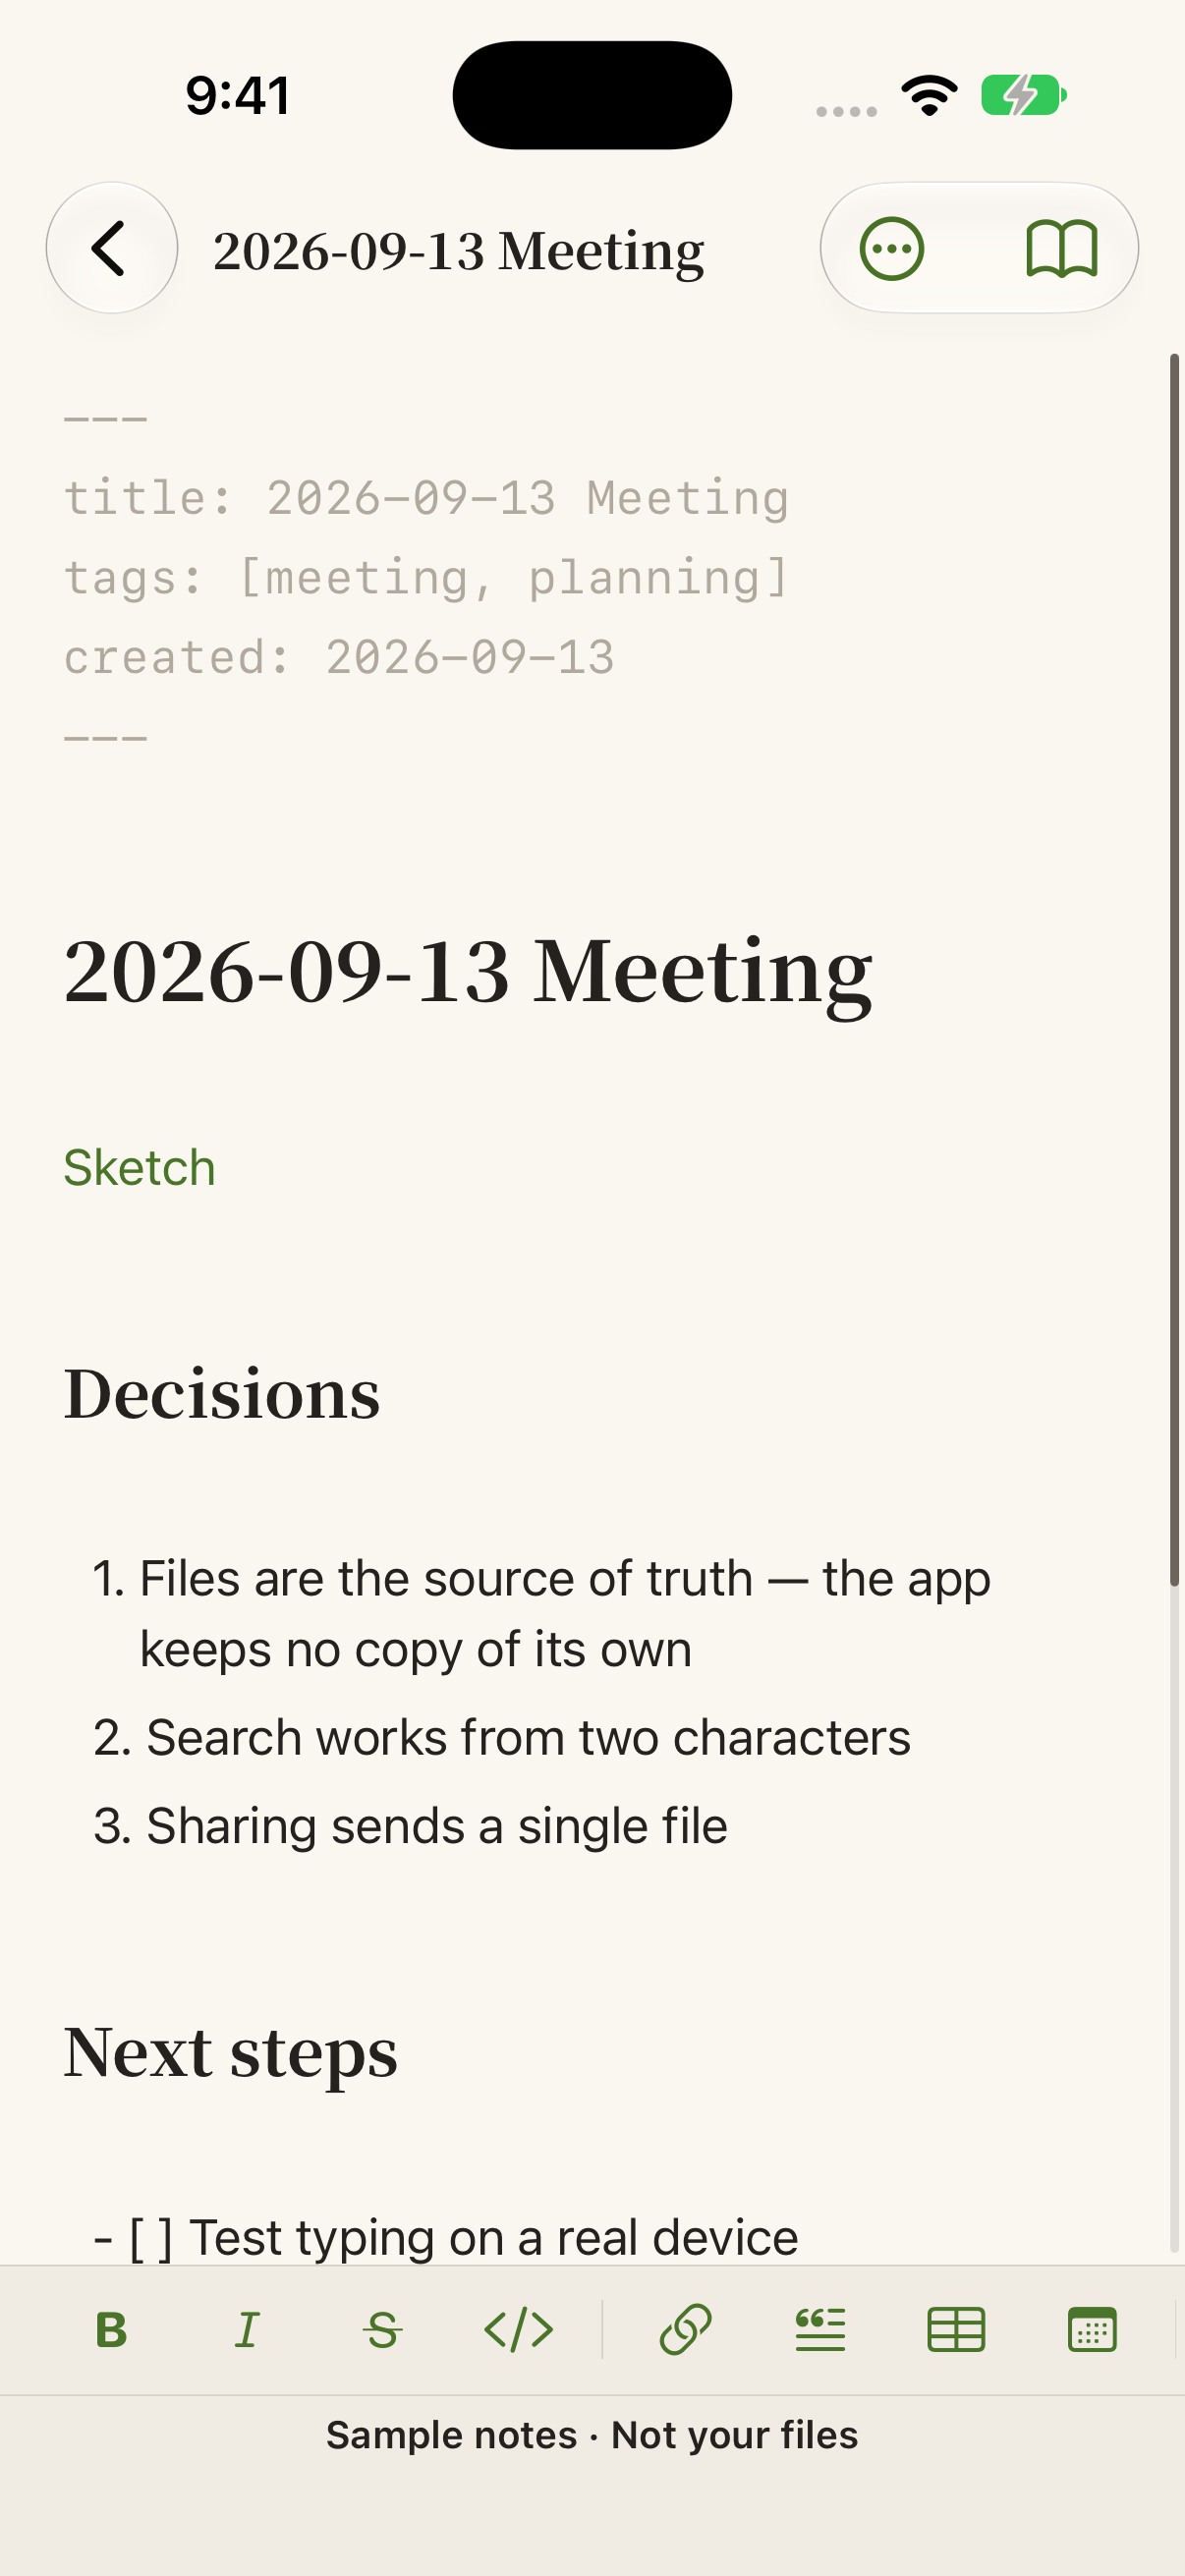 9:41
2026-09-13 Meeting
---
title: 2026-09-13 Meeting
tags: [meeting, planning]
created: 2026-09-13
---
2026-09-13 Meeting
Sketch
Decisions
1. Files are the source of truth — the app
keeps no copy of its own
2. Search works from two characters
3. Sharing sends a single file
Next steps
- [ ] Test typing on a real device
B I S </>
Sample notes · Not your files